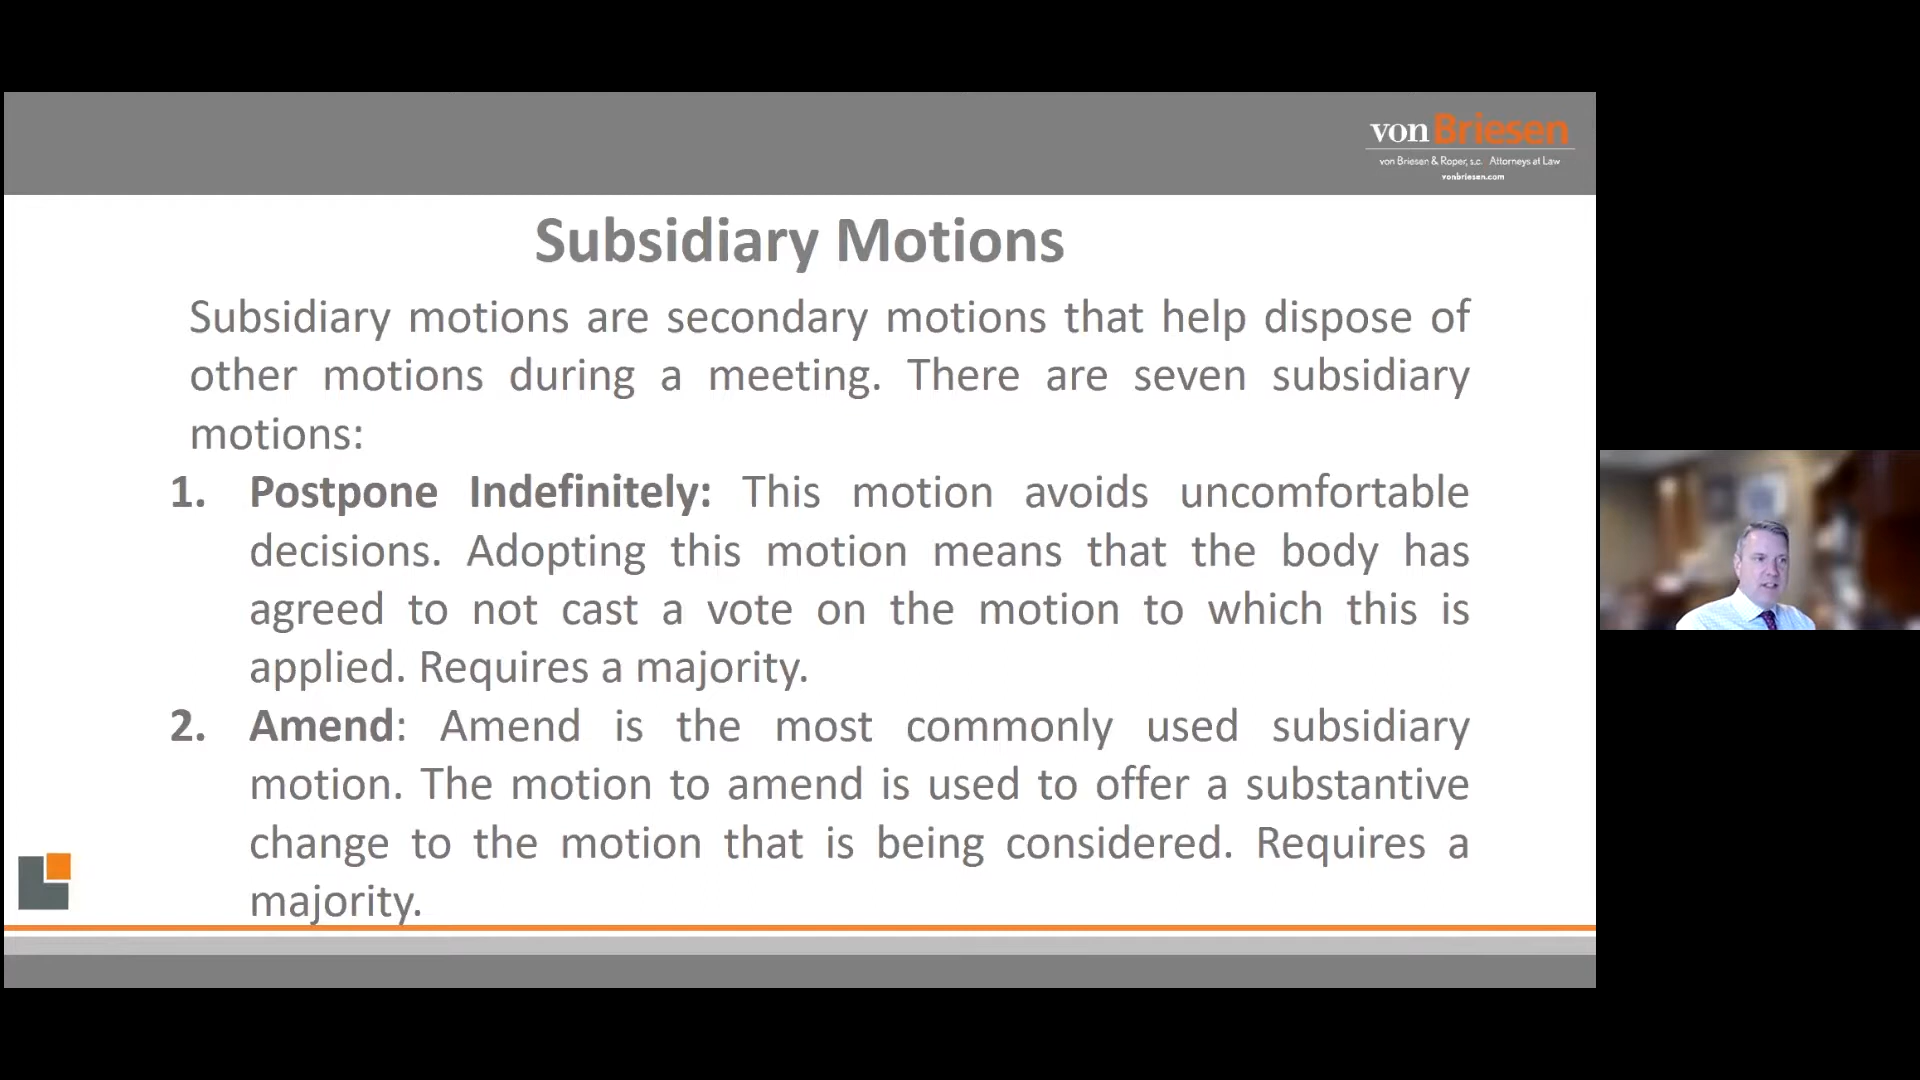 von Briesen
von Briesen & Roper, s.c. Attorneys at Law
vonbriesen.com
Subsidiary Motions
Subsidiary motions are secondary motions that help dispose of
other motions during a meeting. There are seven subsidiary
motions:
1. Postpone Indefinitely: This motion avoids uncomfortable
decisions. Adopting this motion means that the body has
agreed to not cast a vote on the motion to which this is
applied. Requires a majority.
2. Amend: Amend is the most commonly used subsidiary
motion. The motion to amend is used to offer a substantive
change to the motion that is being considered. Requires a
majority.